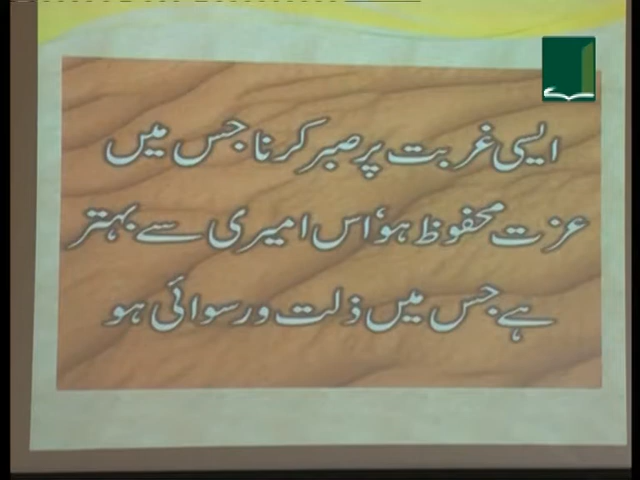 ایسی غربت پر صبر کرنا جس میں
عزت محفوظ ہو، اس امیری سے بہتر
ہے جس میں ذلت و رسوائی ہو